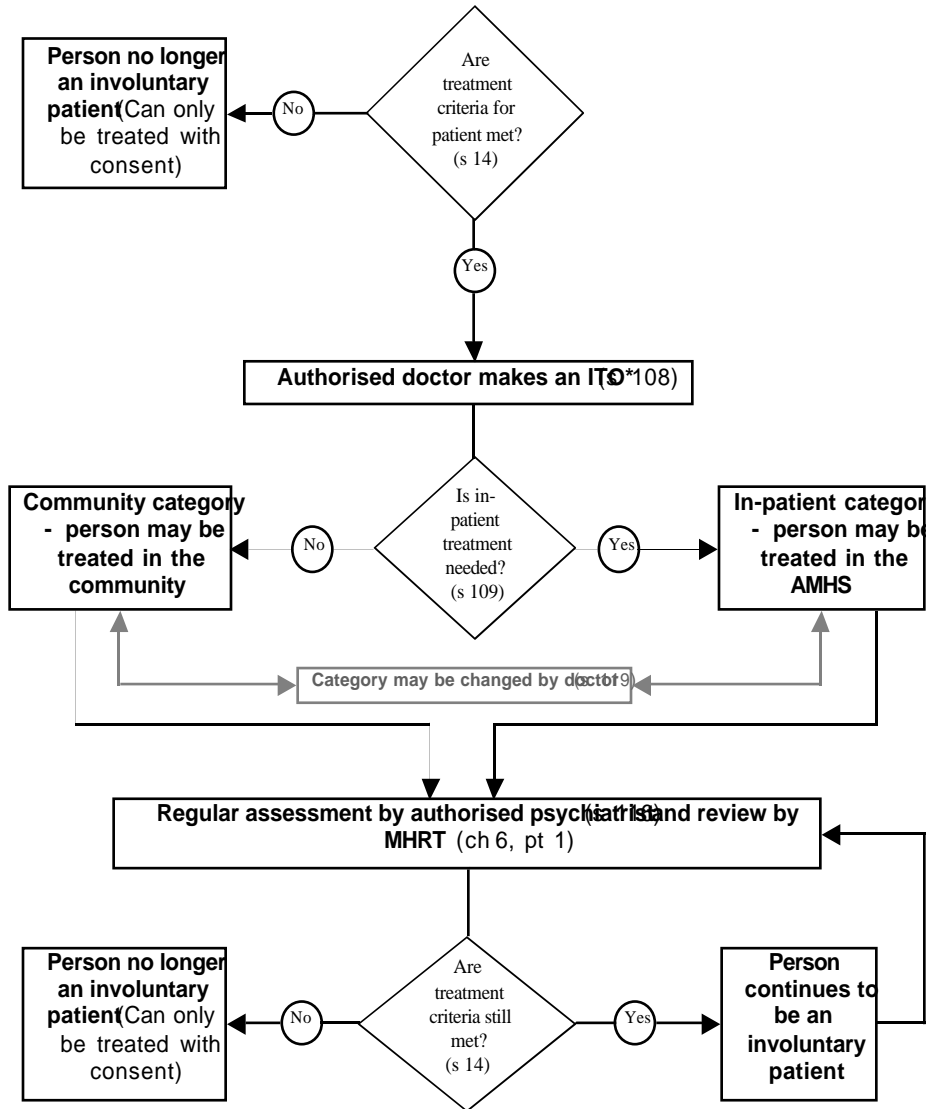 Person no longer
an involuntary
patient (Can only
be treated with
consent)
No
Are
treatment
criteria for
patient met?
(s 14)
Yes
Authorised doctor makes an ITO* (s 108)
Community category
- person may be
treated in the
community
No
Is in-
patient
treatment
needed?
(s 109)
Yes
In-patient category
- person may be
treated in the
AMHS
Category may be changed by doctor (s 119)
Regular assessment by authorised psychiatrist (s 116) and review by
MHRT (ch 6, pt 1)
Person no longer
an involuntary
patient (Can only
be treated with
consent)
No
Are
treatment
criteria still
met?
(s 14)
Yes
Person
continues to
be an
involuntary
patient